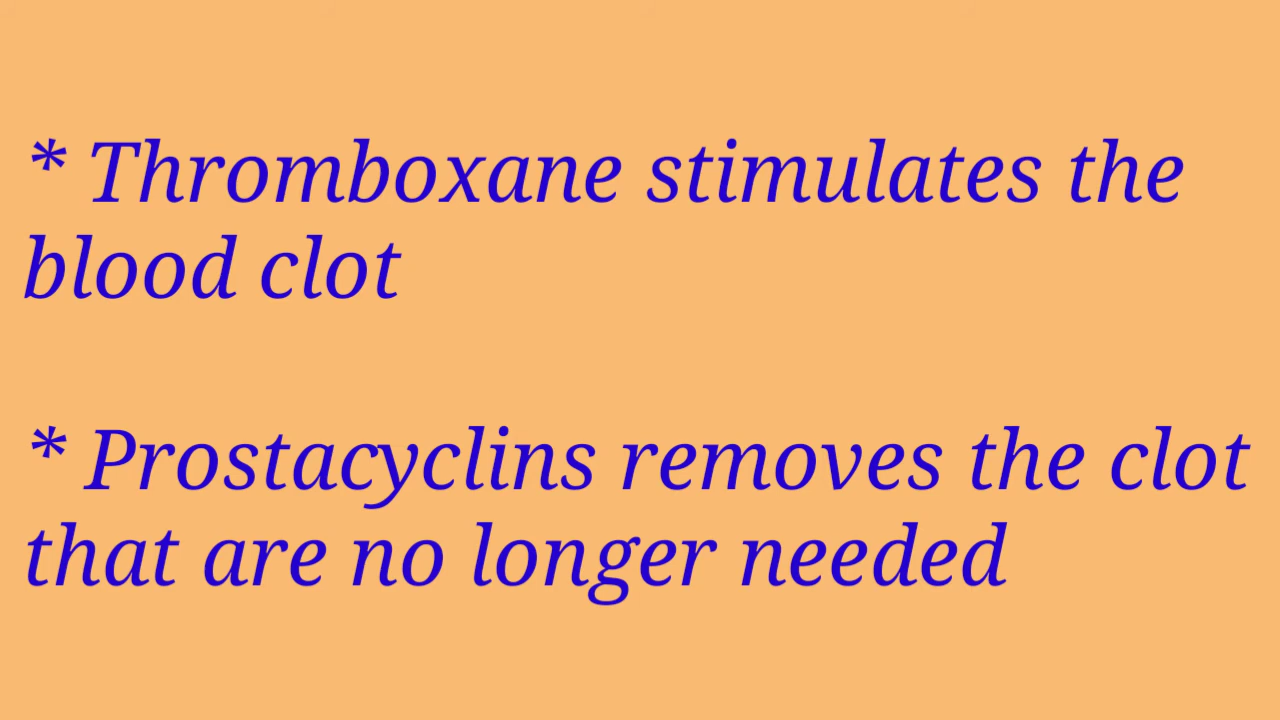 * Thromboxane stimulates the
blood clot
* Prostacyclins removes the clot
that are no longer needed